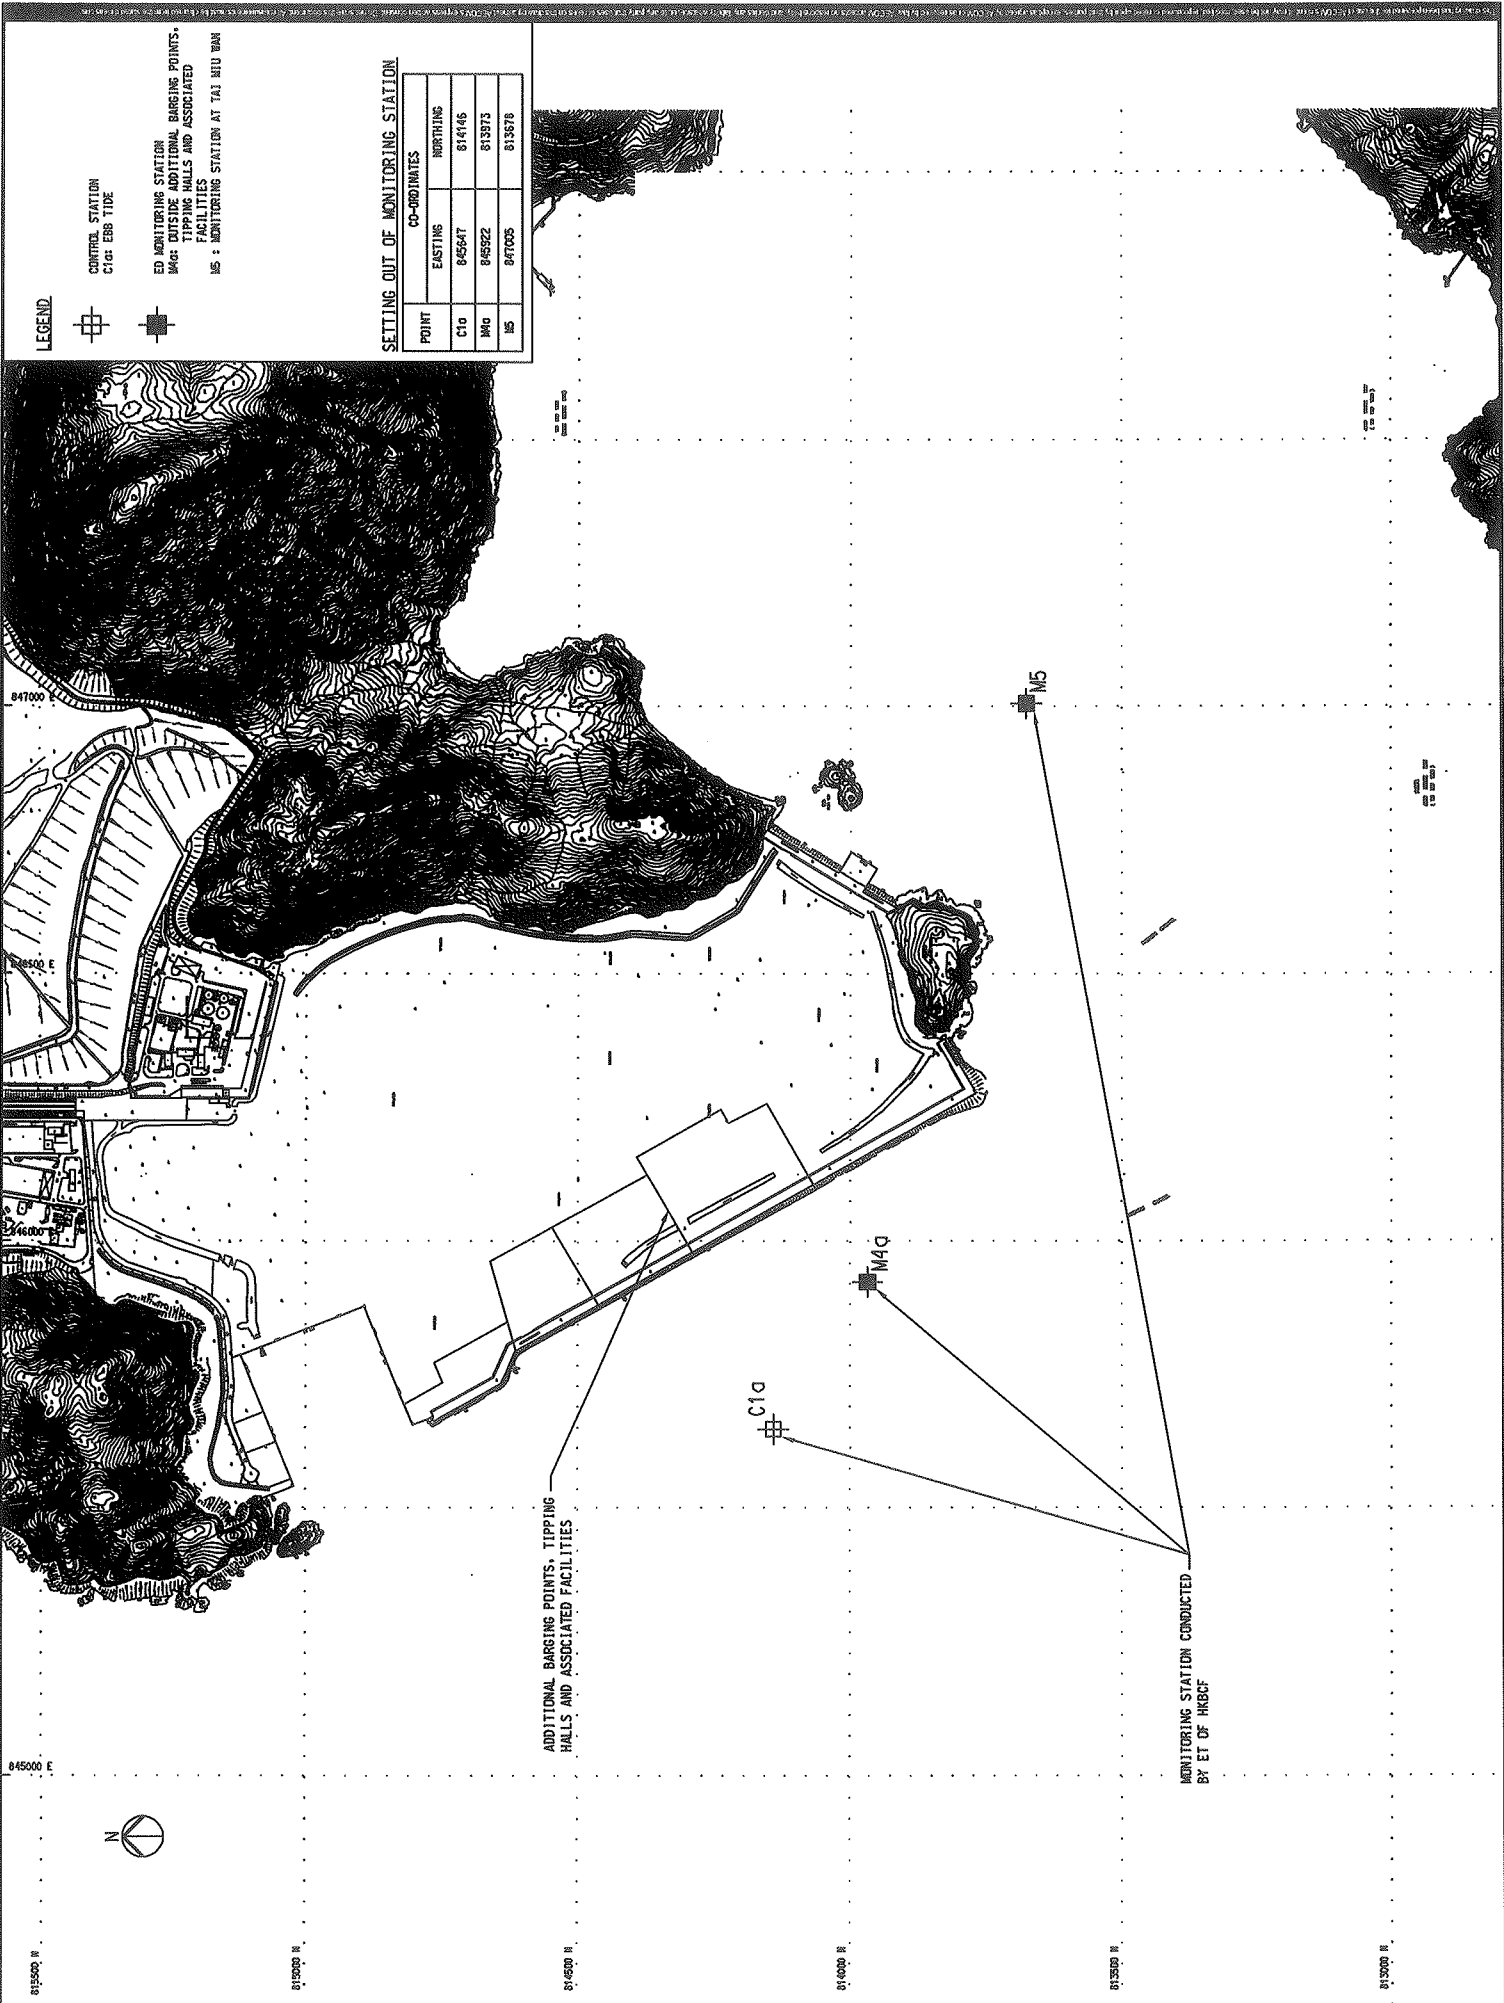 LEGEND
CONTROL STATION
C1a: EBB TIDE
ED MONITORING STATION
M4a: OUTSIDE ADDITIONAL BARGING POINTS,
TIPPING HALLS AND ASSOCIATED
FACILITIES
M5 : MONITORING STATION AT TAI MIU WAN
SETTING OUT OF MONITORING STATION
POINT
CO-ORDINATES
EASTING NORTHING
C1a 845647 814146
M4a 845922 813973
M5 847005 813678
N
845000 E
846000 E
846500 E
847000 E
815500 N
815000 N
814500 N
814000 N
813500 N
813000 N
C1a
M4a
M5
ADDITIONAL BARGING POINTS, TIPPING
HALLS AND ASSOCIATED FACILITIES
MONITORING STATION CONDUCTED
BY ET OF HKBCF